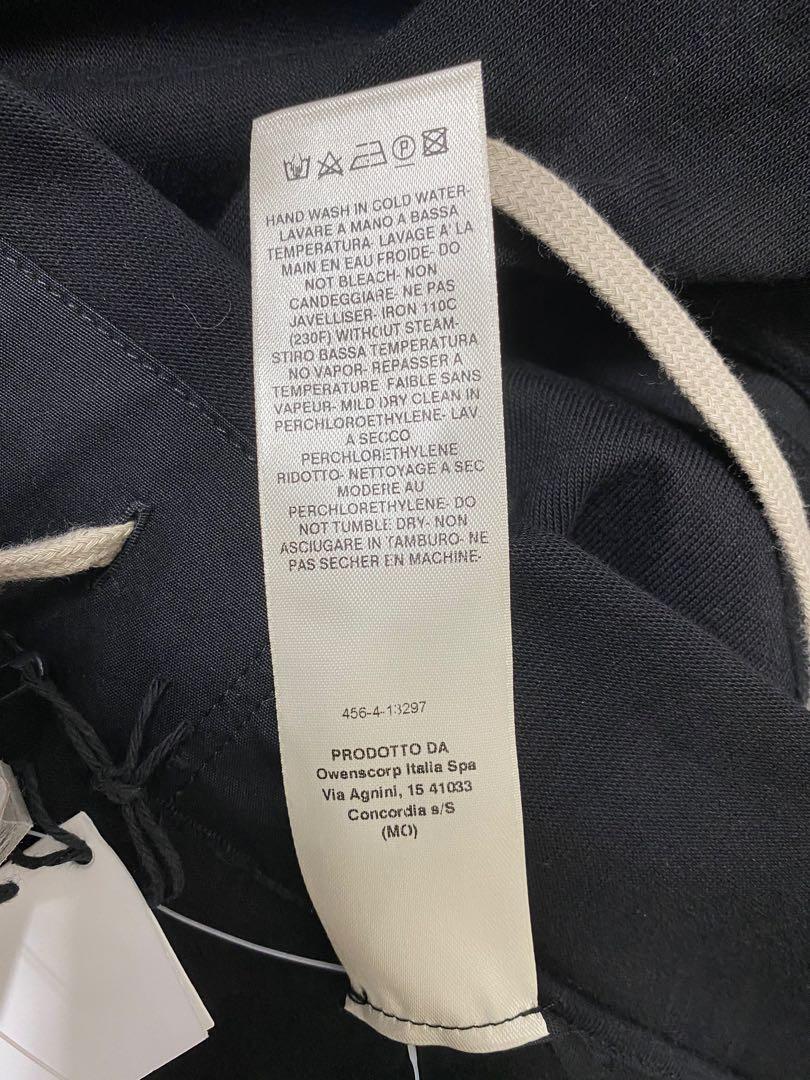 P
HAND WASH IN COLD WATER-
LAVARE A MANO A BASSA
TEMPERATURA- LAVAGE A' LA
MAIN EN EAU FROIDE- DO
NOT BLEACH- NON
CANDEGGIARE- NE PAS
JAVELLISER- IRON 110C
(230F) WITHOUT STEAM-
STIRO BASSA TEMPERATURA
NO VAPOR- REPASSER A
TEMPERATURE FAIBLE SANS
VAPEUR- MILD DRY CLEAN IN
PERCHLOROETHYLENE- LAV
A SECCO
PERCHLORETHYLENE
RIDOTTO- NETTOYAGE A SEC
MODERE AU
PERCHLORETHYLENE- DO
NOT TUMBLE DRY- NON
ASCIUGARE IN TAMBURO- NE
PAS SECHER EN MACHINE-
456-4-13297
PRODOTTO DA
Owenscorp Italia Spa
Via Agnini, 15 41033
Concordia s/S
(MO)